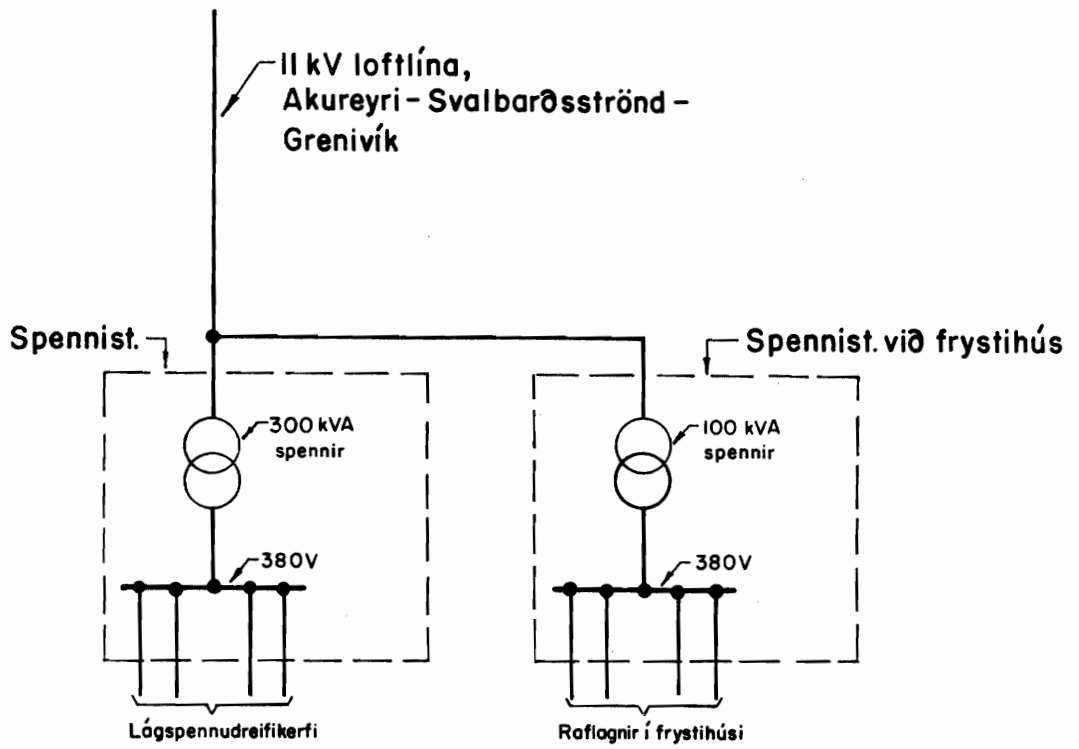 11 kV loftlína,
Akureyri - Svalbarðsströnd -
Grenivík
Spennist.
Spennist. við frystihús
300 kVA
spennir
100 kVA
spennir
380V
380V
Lágspennudreifikerfi
Raflagnir í frystihúsi